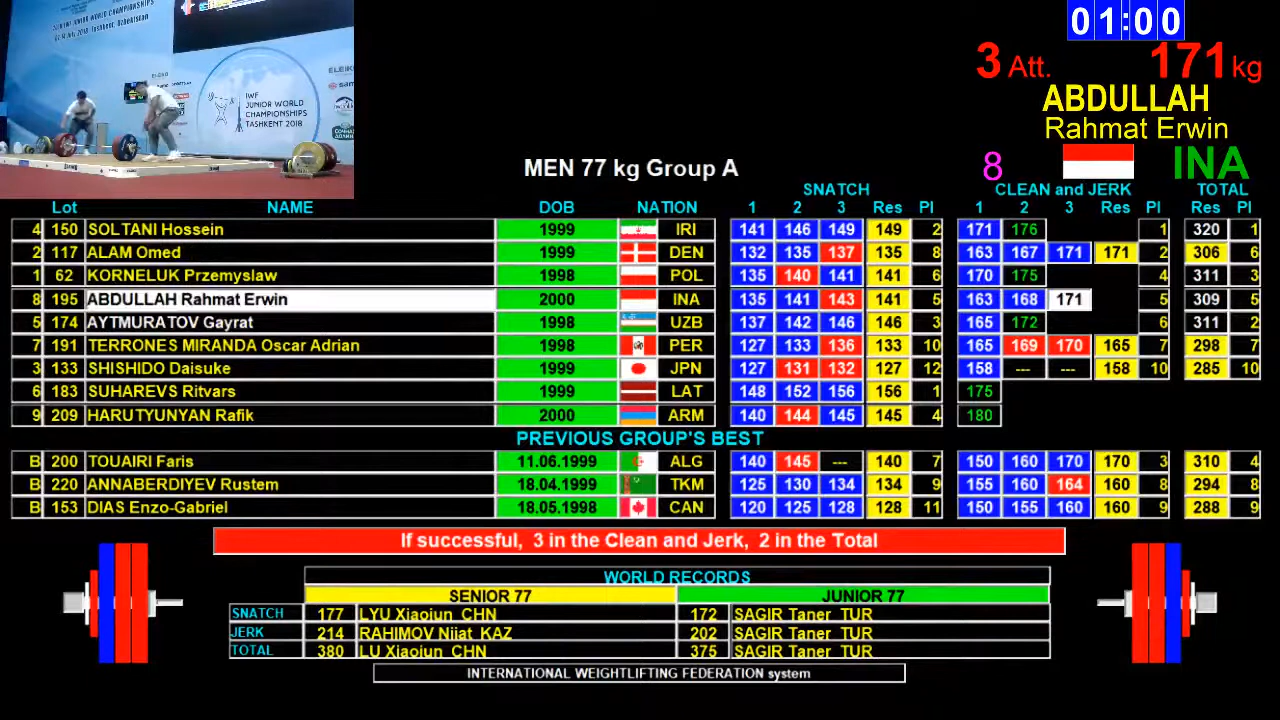 2018 IWF JUNIOR WORLD CHAMPIONSHIPS
Tashkent, Uzbekistan
ELEIKO
IWF
JUNIOR WORLD
CHAMPIONSHIPS
TASHKENT 2018
01:00
3 Att. 171kg
ABDULLAH
Rahmat Erwin
8 INA
MEN 77 kg Group A
SNATCH CLEAN and JERK TOTAL
Lot NAME DOB NATION 1 2 3 Res Pl 1 2 3 Res Pl Res Pl
4 150 SOLTANI Hossein 1999 IRI 141 146 149 149 2 171 176 1 320 1
2 117 ALAM Omed 1999 DEN 132 135 137 135 8 163 167 171 171 2 306 6
1 62 KORNELUK Przemyslaw 1998 POL 135 140 141 141 6 170 175 4 311 3
8 195 ABDULLAH Rahmat Erwin 2000 INA 135 141 143 141 5 163 168 171 5 309 5
5 174 AYTMURATOV Gayrat 1998 UZB 137 142 146 146 3 165 172 6 311 2
7 191 TERRONES MIRANDA Oscar Adrian 1998 PER 127 133 136 133 10 165 169 170 165 7 298 7
3 133 SHISHIDO Daisuke 1999 JPN 127 131 132 127 12 158 --- --- 158 10 285 10
6 183 SUHAREVS Ritvars 1999 LAT 148 152 156 156 1 175
9 209 HARUTYUNYAN Rafik 2000 ARM 140 144 145 145 4 180
PREVIOUS GROUP'S BEST
B 200 TOUAIRI Faris 11.06.1999 ALG 140 145 --- 140 7 150 160 170 170 3 310 4
B 220 ANNABERDIYEV Rustem 18.04.1999 TKM 125 130 134 134 9 155 160 164 160 8 294 8
B 153 DIAS Enzo-Gabriel 18.05.1998 CAN 120 125 128 128 11 150 155 160 160 9 288 9
If successful, 3 in the Clean and Jerk, 2 in the Total
WORLD RECORDS
SENIOR 77 JUNIOR 77
SNATCH 177 LYU Xiaojun CHN 172 SAGIR Taner TUR
JERK 214 RAHIMOV Nijat KAZ 202 SAGIR Taner TUR
TOTAL 380 LU Xiaojun CHN 375 SAGIR Taner TUR
INTERNATIONAL WEIGHTLIFTING FEDERATION system